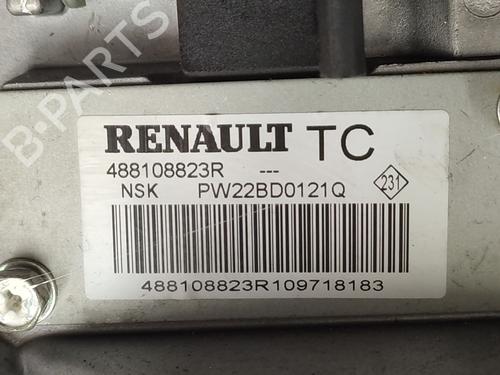 B-PARTS
RENAULT TC
488108823R ---
NSK PW22BD0121Q 231
488108823R109718183